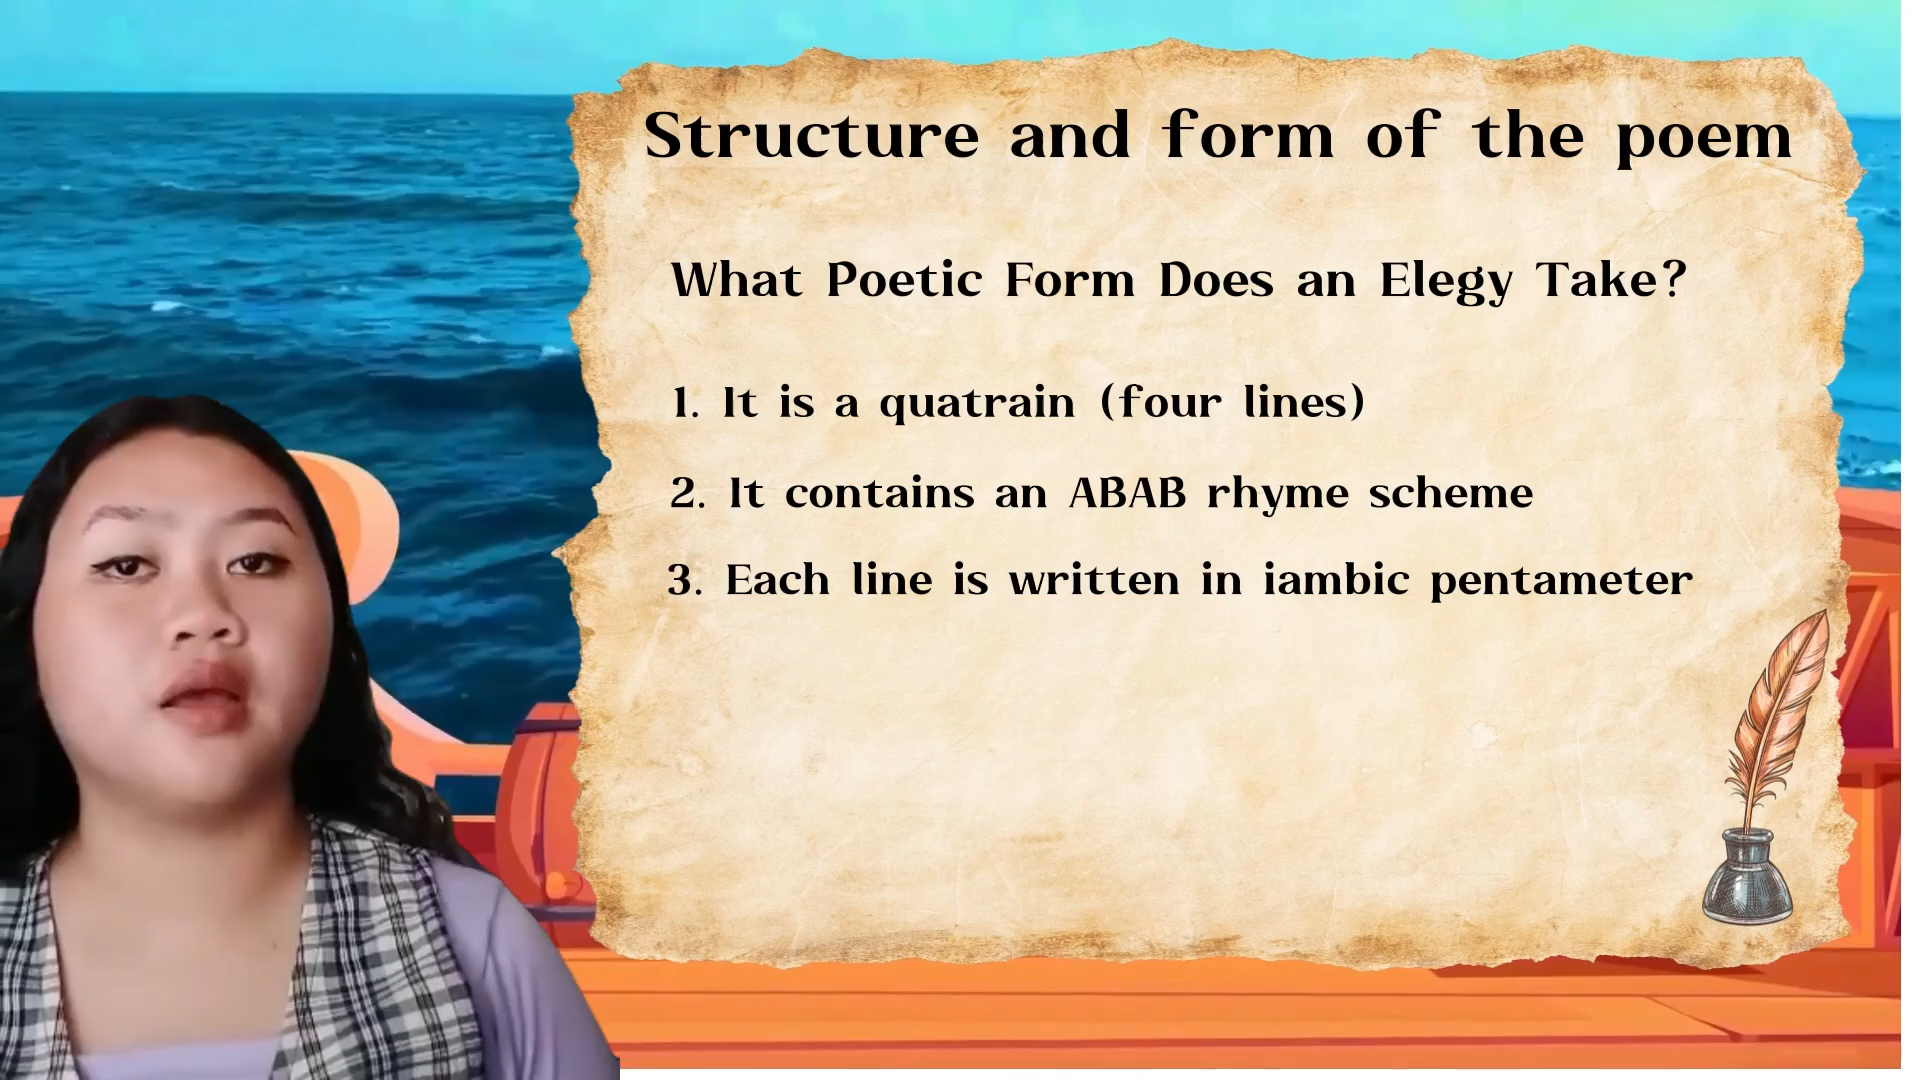 Structure and form of the poem
What Poetic Form Does an Elegy Take?
1. It is a quatrain (four lines)
2. It contains an ABAB rhyme scheme
3. Each line is written in iambic pentameter